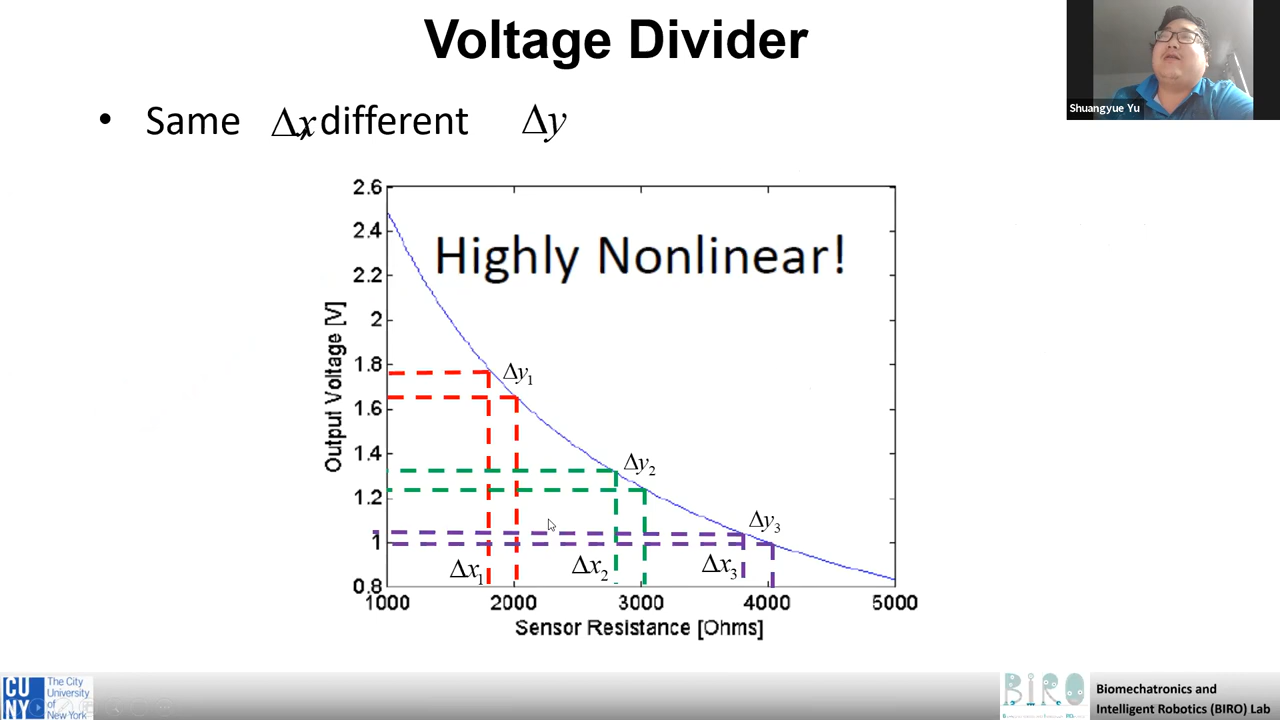 Voltage Divider
Shuangyue Yu
• Same Δx, different Δy
2.6
2.4
2.2
2
1.8
1.6
1.4
1.2
1
0.8
Output Voltage [V]
Highly Nonlinear!
Δy1
Δy2
Δy3
Δx1
Δx2
Δx3
1000 2000 3000 4000 5000
Sensor Resistance [Ohms]
CU
NY
The City
University
of
New York
BiRO
Biomechatronics and
Intelligent Robotics (BIRO) Lab